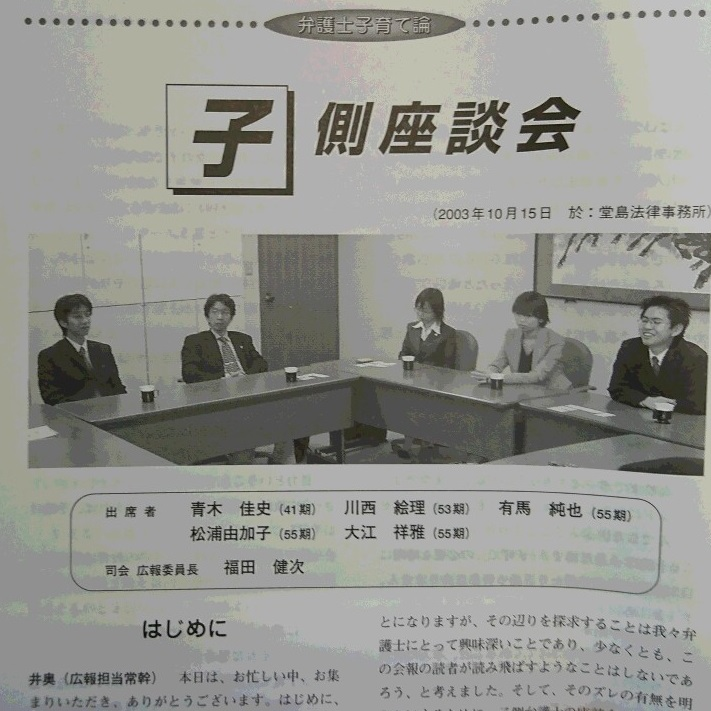 弁護士子育て論
子側座談会
(2003年10月15日 於:堂島法律事務所)
出席者 青木 佳史(41期) 川西 絵理(53期) 有馬 純也(55期)
松浦由加子(55期) 大江 祥雅(55期)
司会 広報委員長 福田 健次
はじめに
井奥(広報担当常幹) 本日は、お忙しい中、お集
まりいただき、ありがとうございます。はじめに、
とになりますが、その辺りを探求することは我々弁
護士にとって興味深いことであり、少なくとも、こ
の会報の読者が読み飛ばすようなことはしないであ
ろう、と考えました。そして、そのズレの有無を明